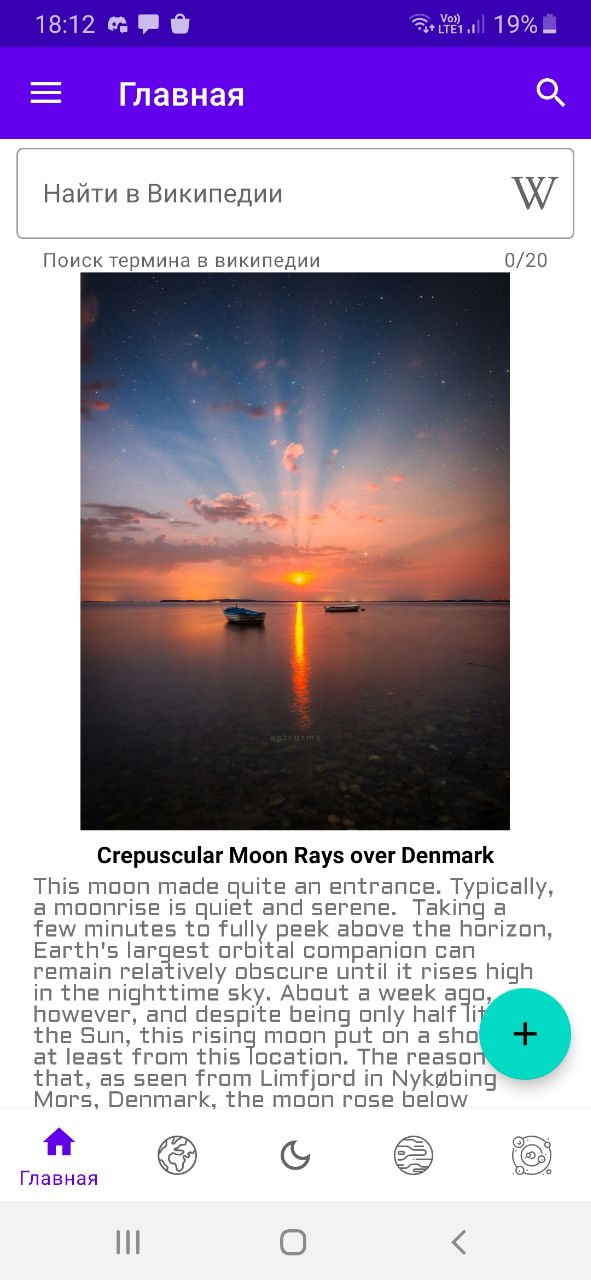 18:12 Vo)) LTE1 19%
Главная
Найти в Википедии W
Поиск термина в википедии 0/20
astrorms
Crepuscular Moon Rays over Denmark
This moon made quite an entrance. Typically,
a moonrise is quiet and serene. Taking a
few minutes to fully peek above the horizon,
Earth's largest orbital companion can
remain relatively obscure until it rises high
in the nighttime sky. About a week ago,
however, and despite being only half lit
the Sun, this rising moon put on a sho
at least from this location. The reason
that, as seen from Limfjord in Nykøbing
Mors, Denmark, the moon rose below
Главная